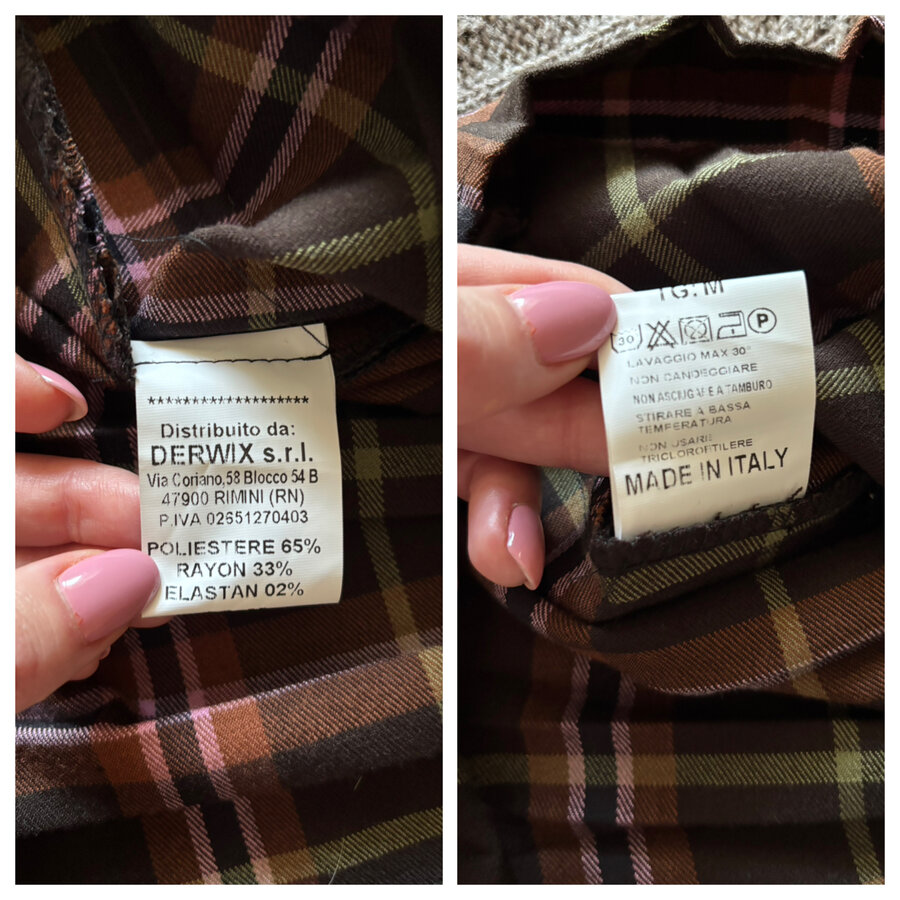 *******************
Distribuito da:
DERWIX s.r.l.
Via Coriano,58 Blocco 54 B
47900 RIMINI (RN)
P.IVA 02651270403
POLIESTERE 65%
RAYON 33%
ELASTAN 02%
TG: M
30 P
LAVAGGIO MAX 30°
NON CANDEGGIARE
NON ASCIUGARE A TAMBURO
STIRARE A BASSA
TEMPERATURA
NON USARE
TRICLOROETILERE
MADE IN ITALY